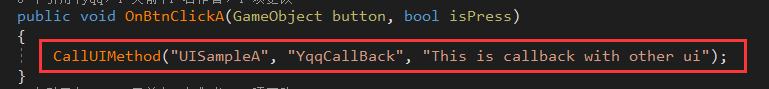 public void OnBtnClickA(GameObject button, bool isPress)
{
CallUIMethod("UISampleA", "YqqCallBack", "This is callback with other ui");
}